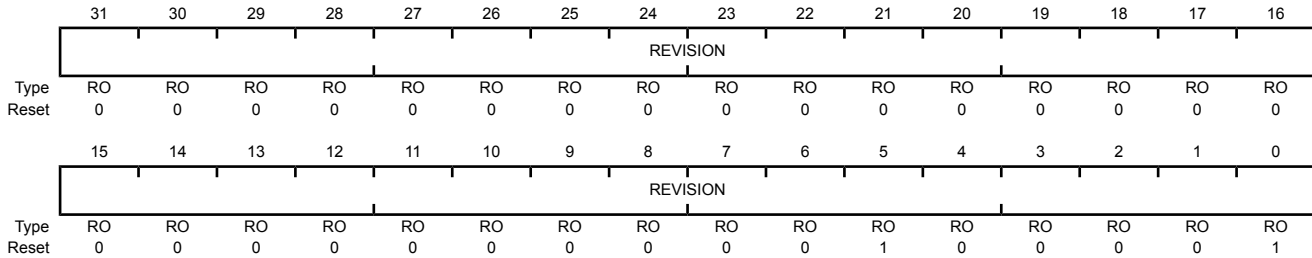 31 30 29 28 27 26 25 24 23 22 21 20 19 18 17 16
REVISION
Type RO RO RO RO RO RO RO RO RO RO RO RO RO RO RO RO
Reset 0 0 0 0 0 0 0 0 0 0 0 0 0 0 0 0
15 14 13 12 11 10 9 8 7 6 5 4 3 2 1 0
REVISION
Type RO RO RO RO RO RO RO RO RO RO RO RO RO RO RO RO
Reset 0 0 0 0 0 0 0 0 0 0 1 0 0 0 0 1